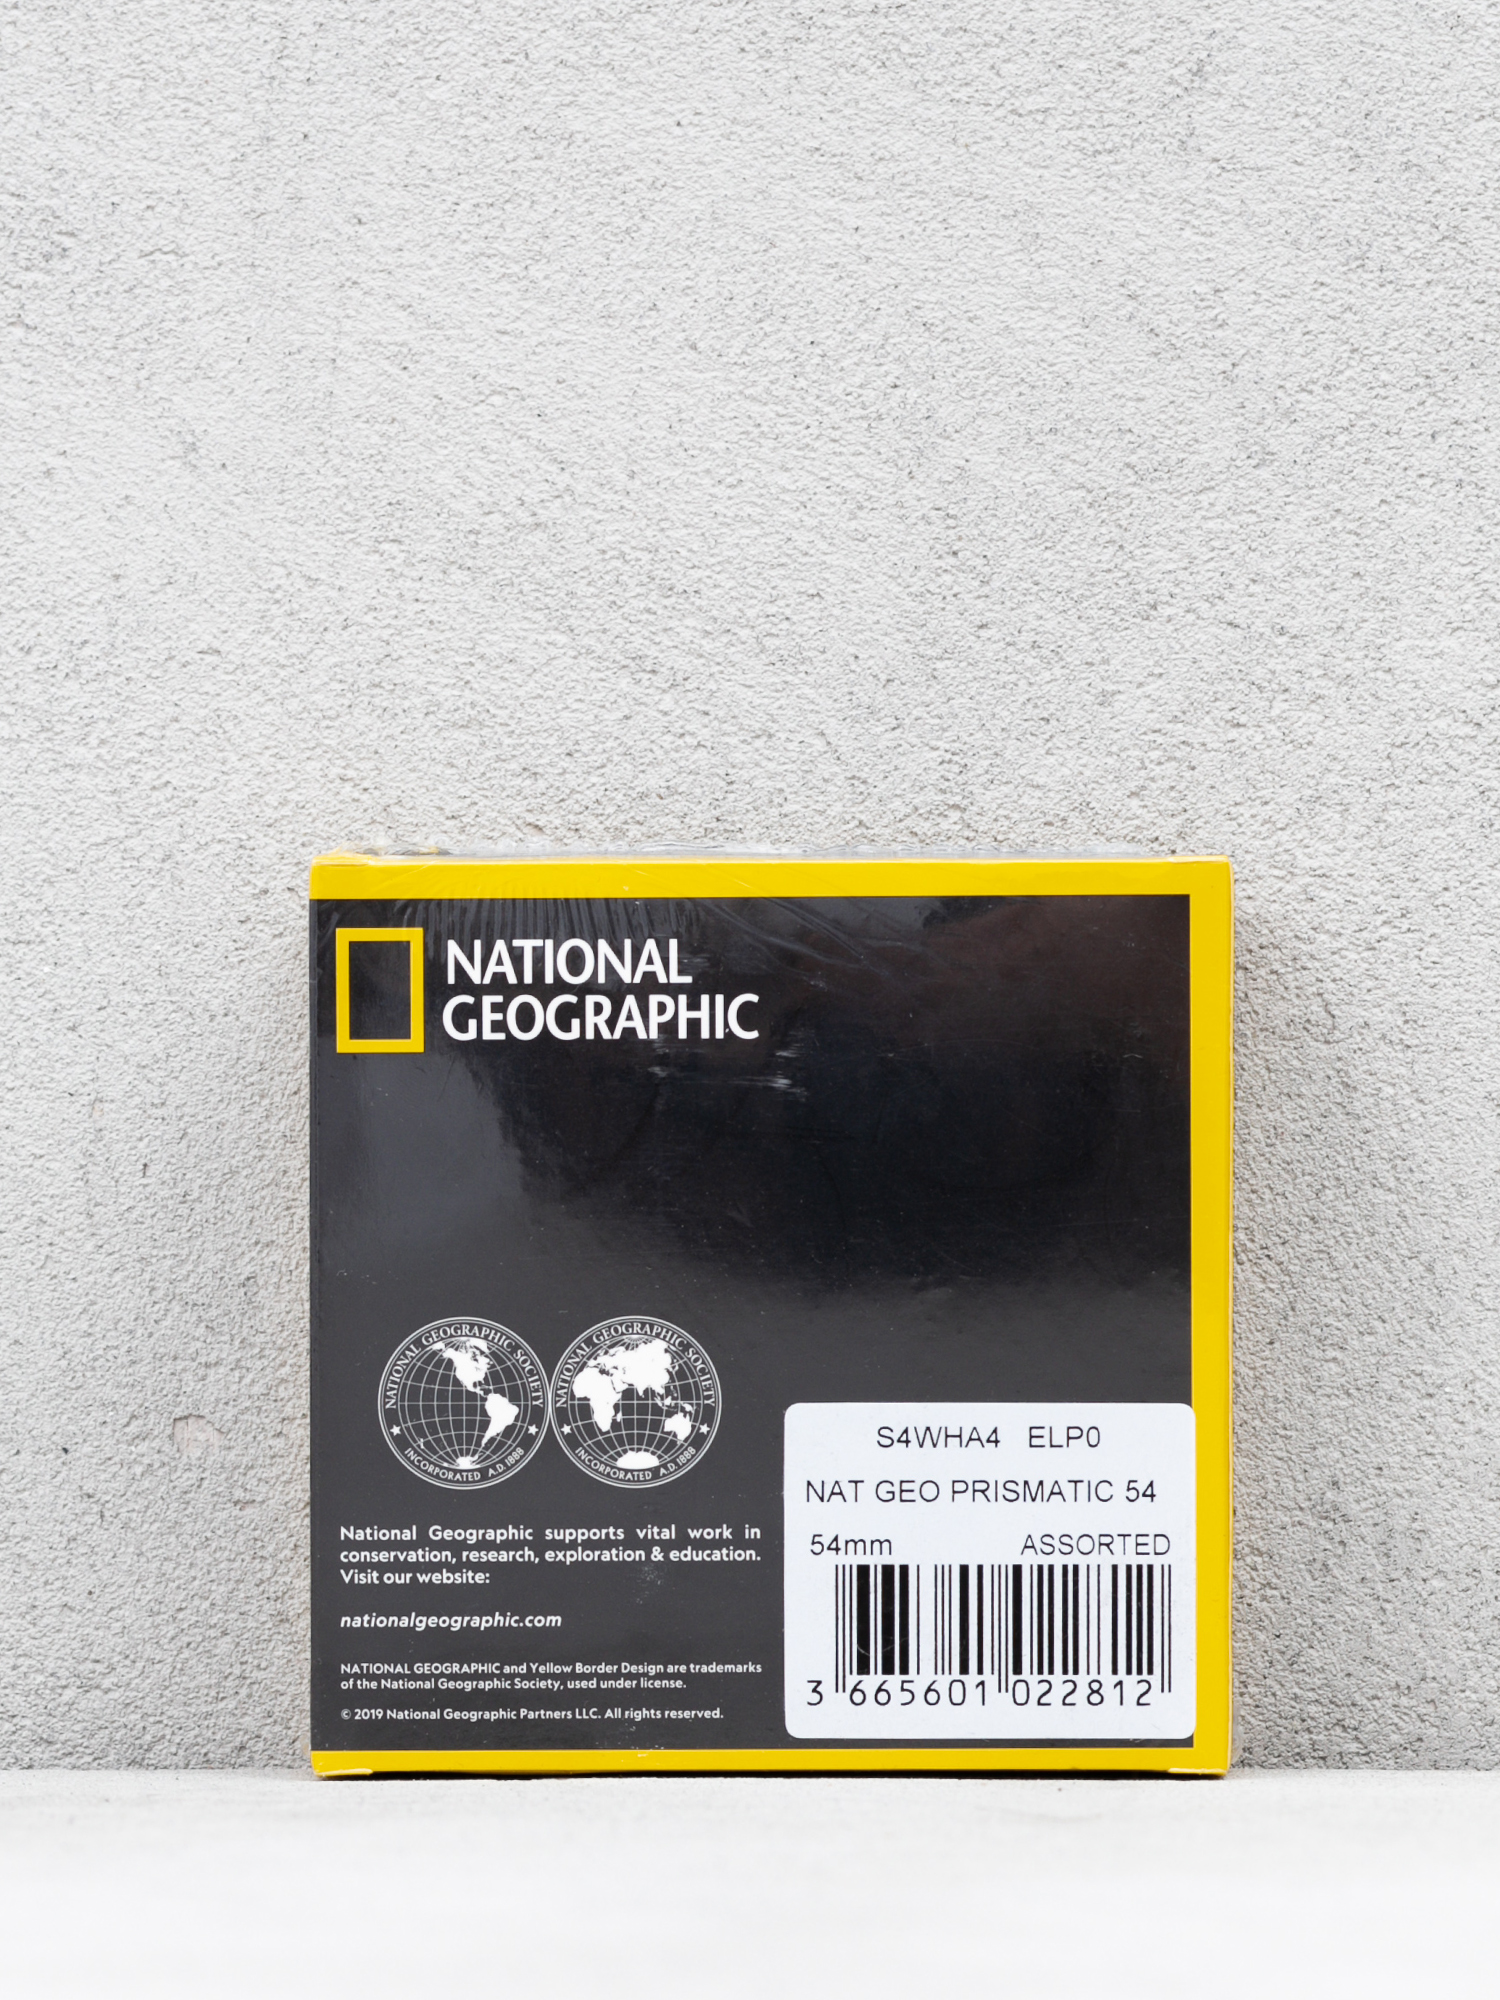 NATIONAL
GEOGRAPHIC
NATIONAL GEOGRAPHIC SOCIETY
INCORPORATED A.D. 1888
NATIONAL GEOGRAPHIC SOCIETY
INCORPORATED A.D. 1888
National Geographic supports vital work in
conservation, research, exploration & education.
Visit our website:
nationalgeographic.com
NATIONAL GEOGRAPHIC and Yellow Border Design are trademarks
of the National Geographic Society, used under license.
© 2019 National Geographic Partners LLC. All rights reserved.
S4WHA4 ELP0
NAT GEO PRISMATIC 54
54mm ASSORTED
3 665601 022812